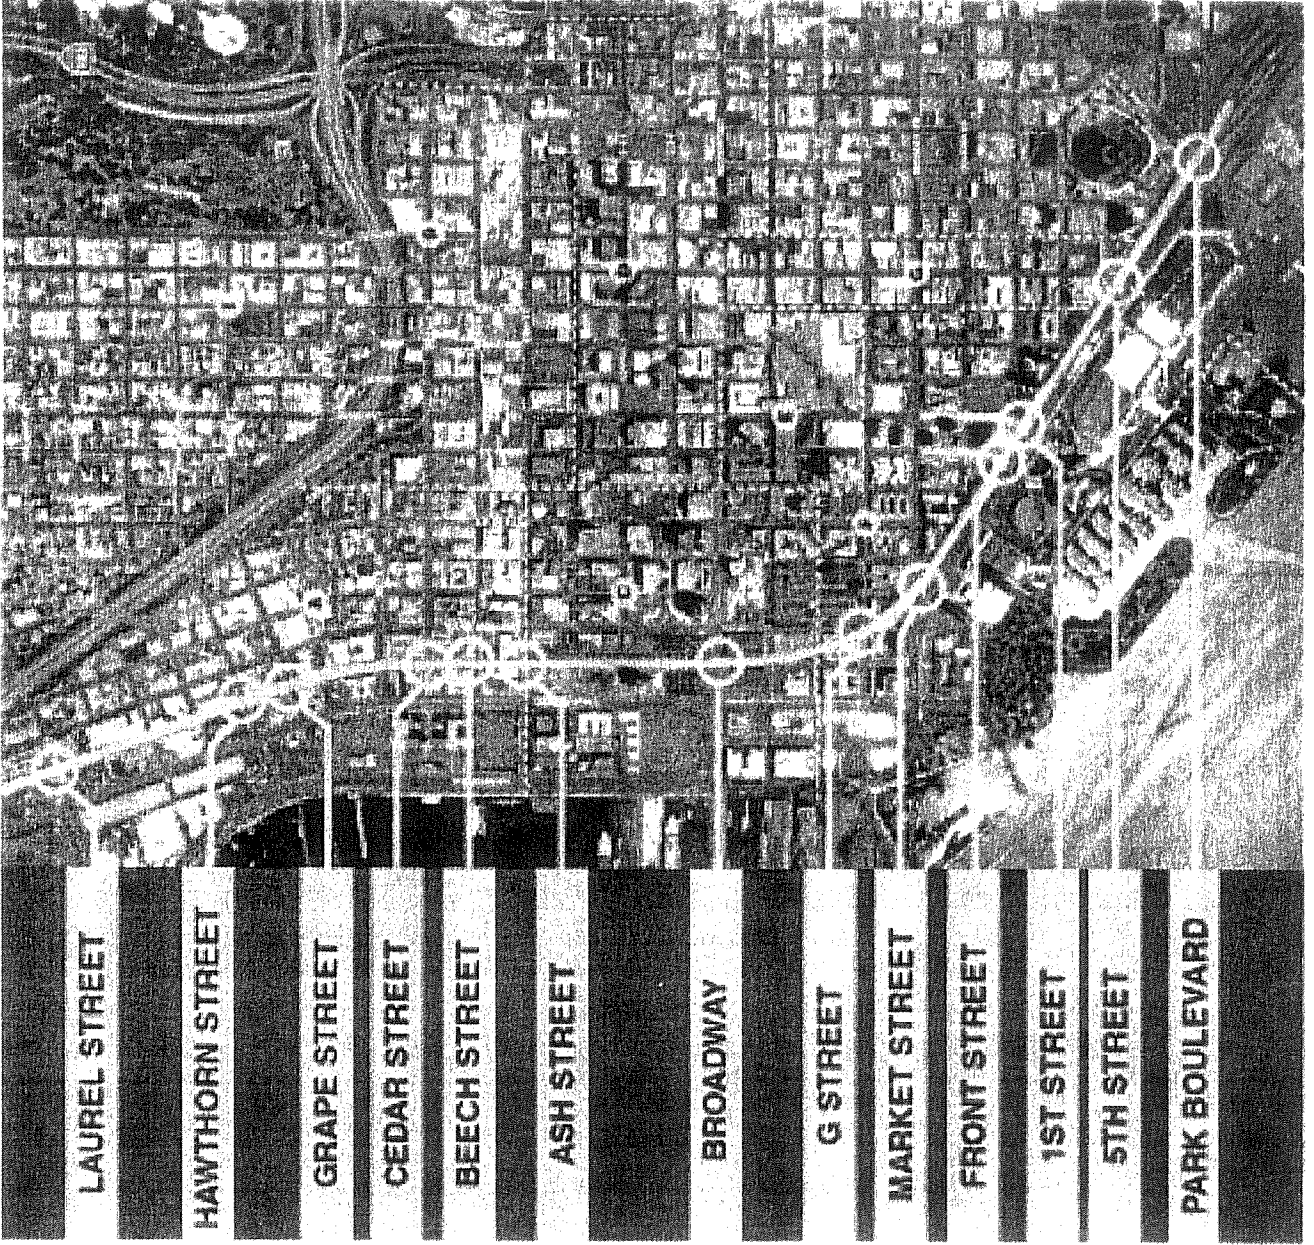 LAUREL STREET
HAWTHORN STREET
GRAPE STREET
CEDAR STREET
BEECH STREET
ASH STREET
BROADWAY
G STREET
MARKET STREET
FRONT STREET
1ST STREET
5TH STREET
PARK BOULEVARD